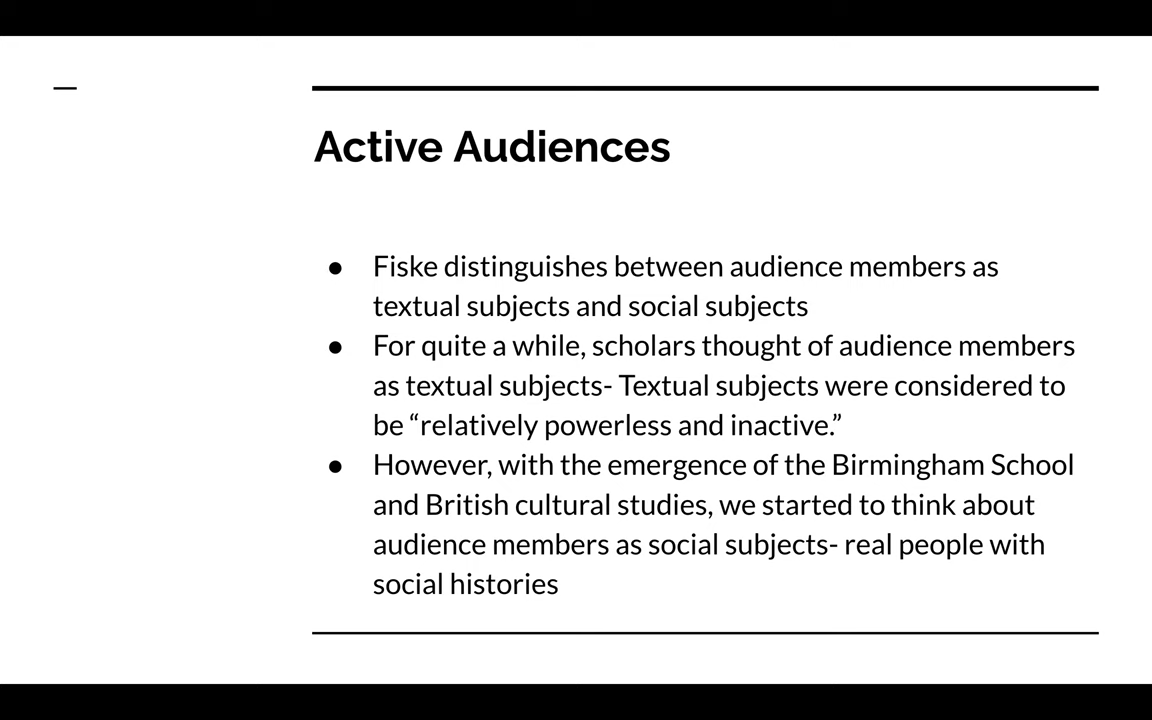 Active Audiences
● Fiske distinguishes between audience members as
textual subjects and social subjects
● For quite a while, scholars thought of audience members
as textual subjects- Textual subjects were considered to
be “relatively powerless and inactive.”
● However, with the emergence of the Birmingham School
and British cultural studies, we started to think about
audience members as social subjects- real people with
social histories